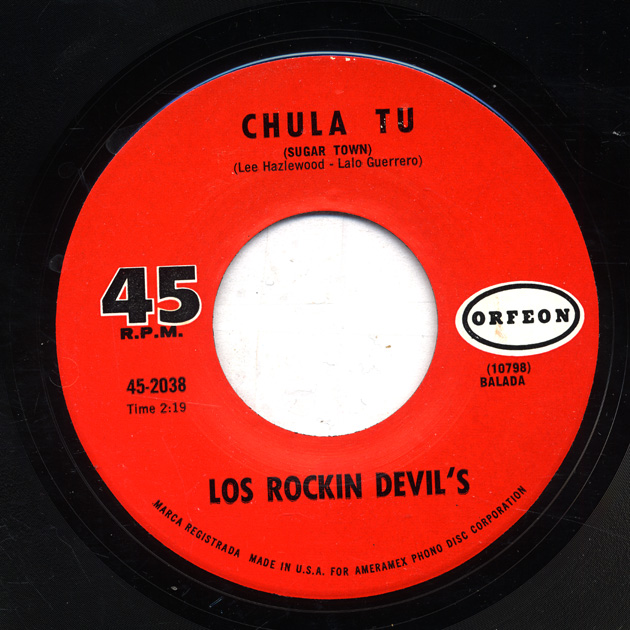 CHULA TU
(SUGAR TOWN)
(Lee Hazlewood - Lalo Guerrero)
45
R.P.M.
ORFEON
(10798)
BALADA
45-2038
Time 2:19
LOS ROCKIN DEVIL'S
MARCA REGISTRADA MADE IN U.S.A. FOR AMERAMEX PHONO DISC CORPORATION